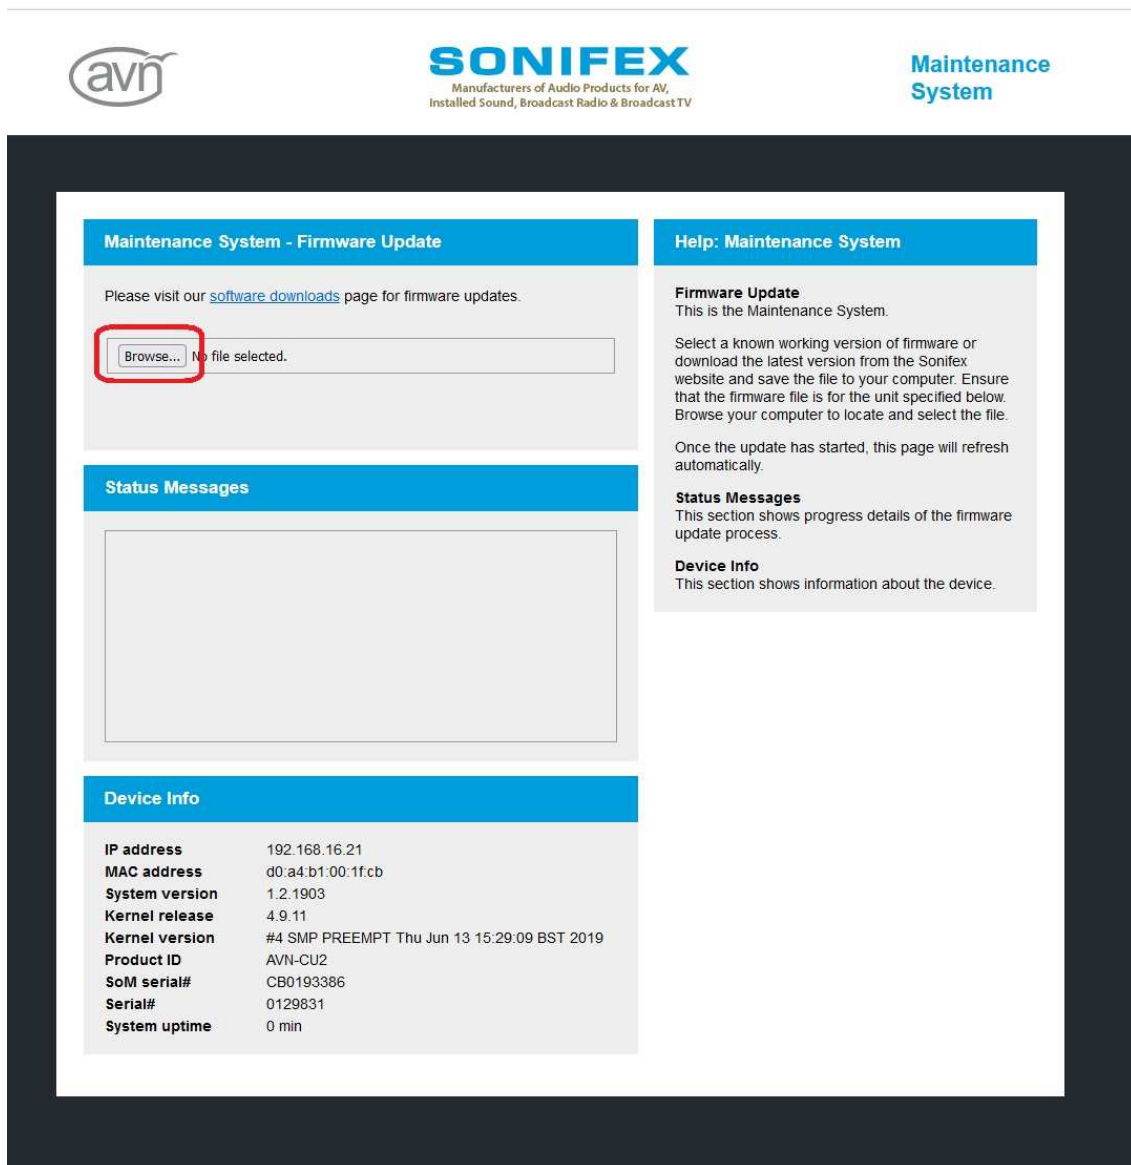 avn
SONIFEX
Manufacturers of Audio Products for AV,
Installed Sound, Broadcast Radio & Broadcast TV
Maintenance
System
Maintenance System - Firmware Update
Please visit our software downloads page for firmware updates.
Browse... No file selected.
Status Messages
Device Info
IP address 192.168.16.21
MAC address d0:a4:b1:00:1f:cb
System version 1.2.1903
Kernel release 4.9.11
Kernel version #4 SMP PREEMPT Thu Jun 13 15:29:09 BST 2019
Product ID AVN-CU2
SoM serial# CB0193386
Serial# 0129831
System uptime 0 min
Help: Maintenance System
Firmware Update
This is the Maintenance System.
Select a known working version of firmware or
download the latest version from the Sonifex
website and save the file to your computer. Ensure
that the firmware file is for the unit specified below.
Browse your computer to locate and select the file.
Once the update has started, this page will refresh
automatically.
Status Messages
This section shows progress details of the firmware
update process.
Device Info
This section shows information about the device.